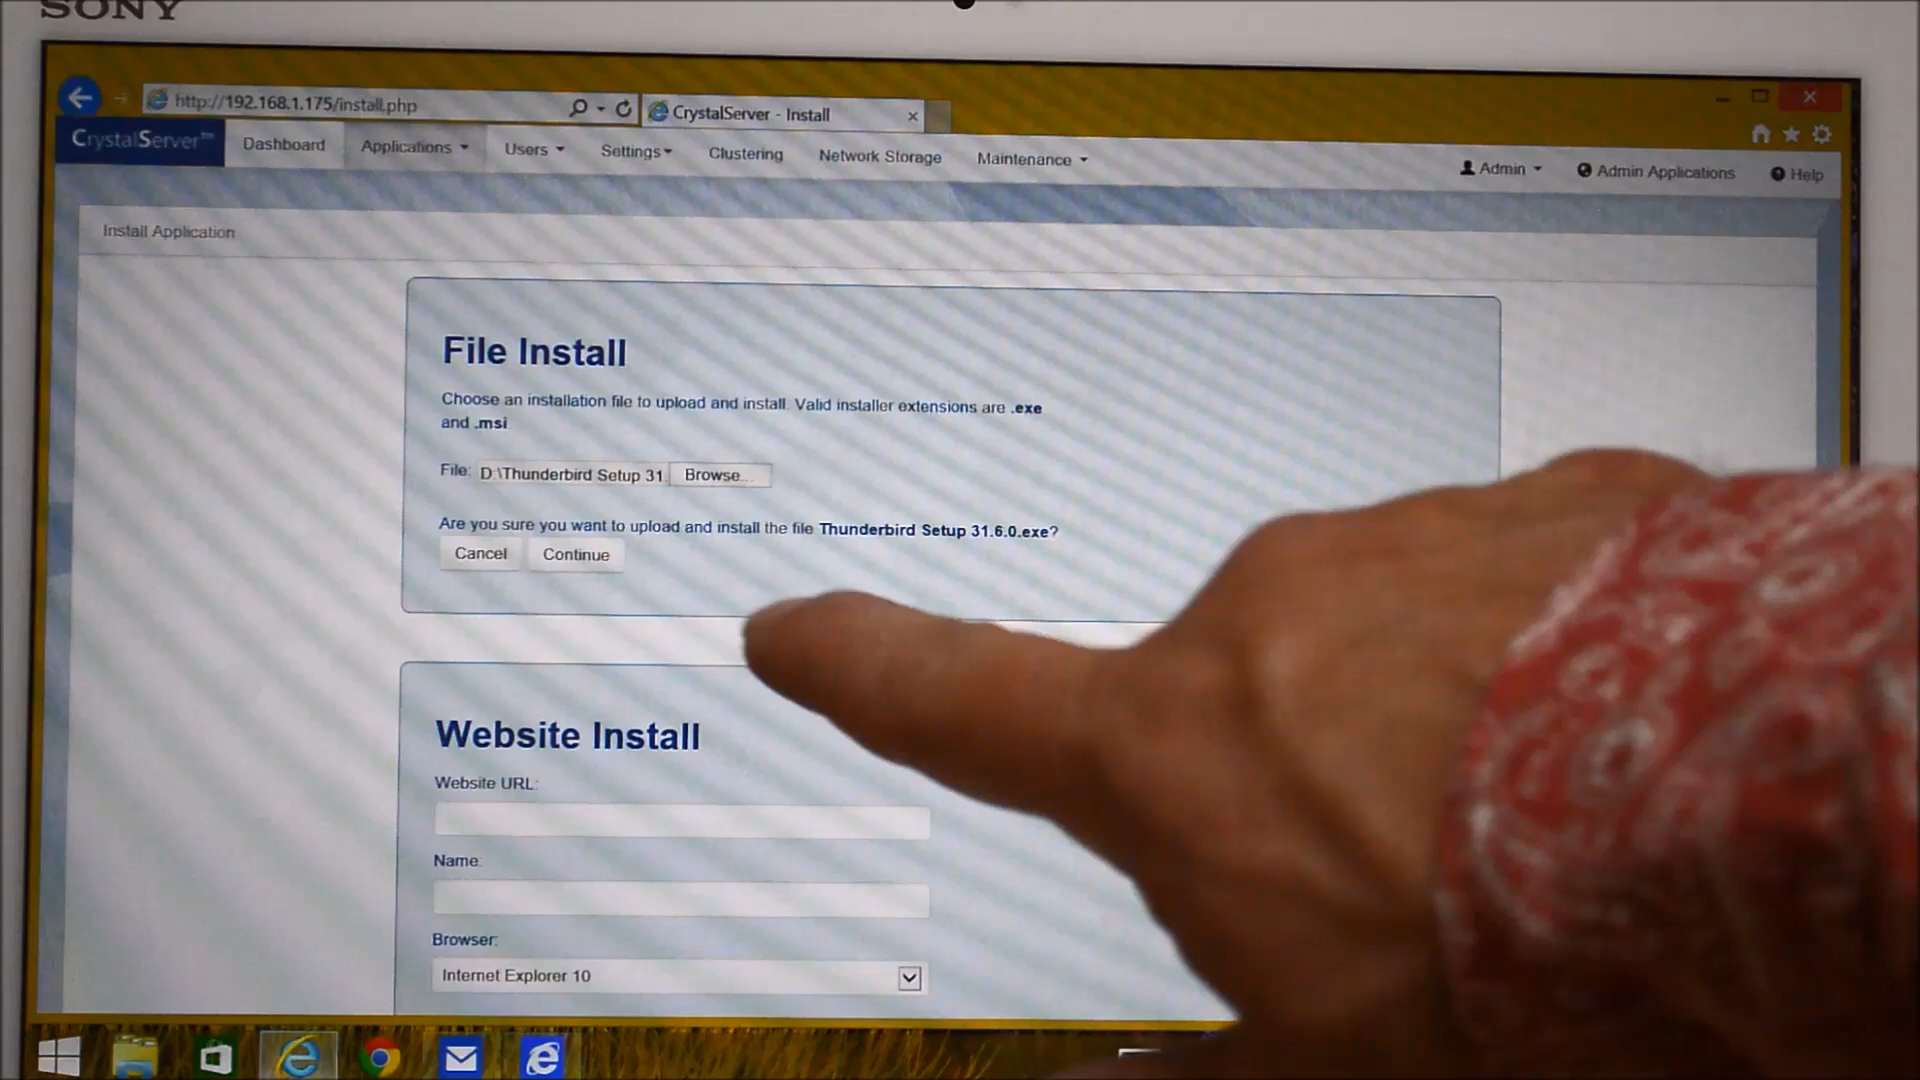 SONY
http://192.168.1.175/install.php
CrystalServer - Install
CrystalServer™
Dashboard
Applications
Users
Settings
Clustering
Network Storage
Maintenance
Admin
Admin Applications
Help
Install Application
File Install
Choose an installation file to upload and install. Valid installer extensions are .exe
and .msi
File: D:\Thunderbird Setup 31. Browse...
Are you sure you want to upload and install the file Thunderbird Setup 31.6.0.exe?
Cancel Continue
Website Install
Website URL:
Name:
Browser:
Internet Explorer 10